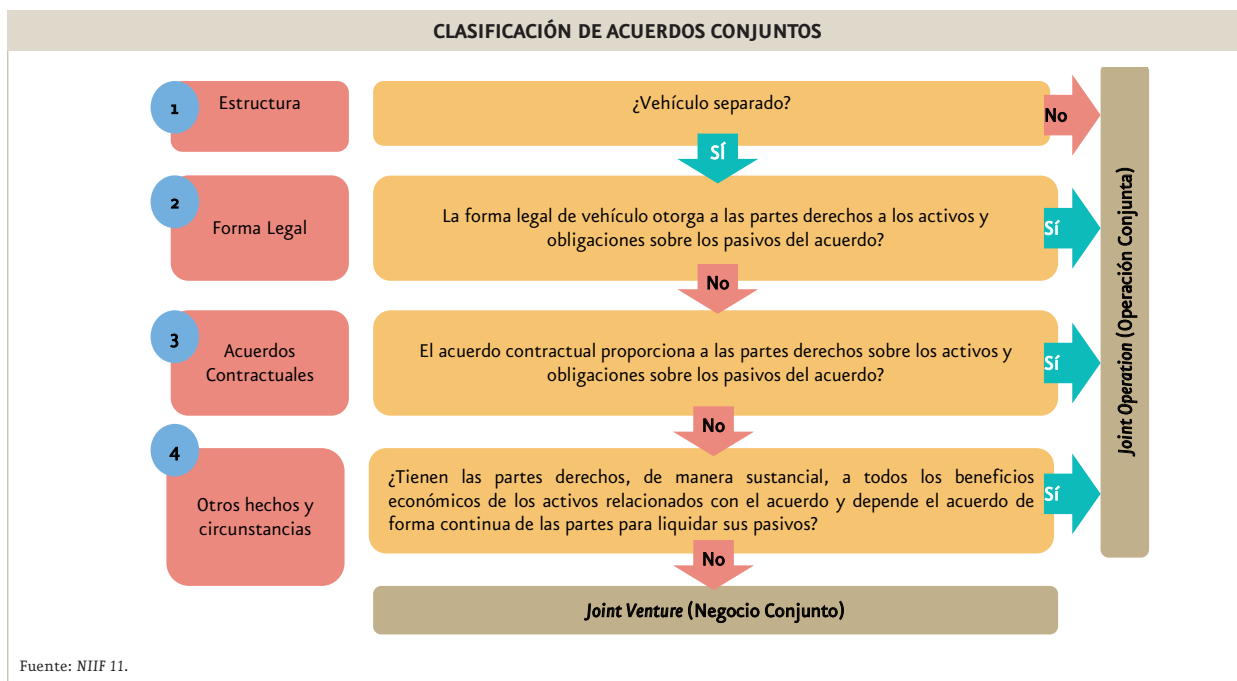 CLASIFICACIÓN DE ACUERDOS CONJUNTOS
1
Estructura
¿Vehículo separado?
No
SÍ
2
Forma Legal
La forma legal de vehículo otorga a las partes derechos a los activos y
obligaciones sobre los pasivos del acuerdo?
Sí
No
3
Acuerdos
Contractuales
El acuerdo contractual proporciona a las partes derechos sobre los activos y
obligaciones sobre los pasivos del acuerdo?
Sí
No
4
Otros hechos y
circunstancias
¿Tienen las partes derechos, de manera sustancial, a todos los beneficios
económicos de los activos relacionados con el acuerdo y depende el acuerdo de
forma continua de las partes para liquidar sus pasivos?
Sí
No
Joint Operation (Operación Conjunta)
Joint Venture (Negocio Conjunto)
Fuente: NIIF 11.